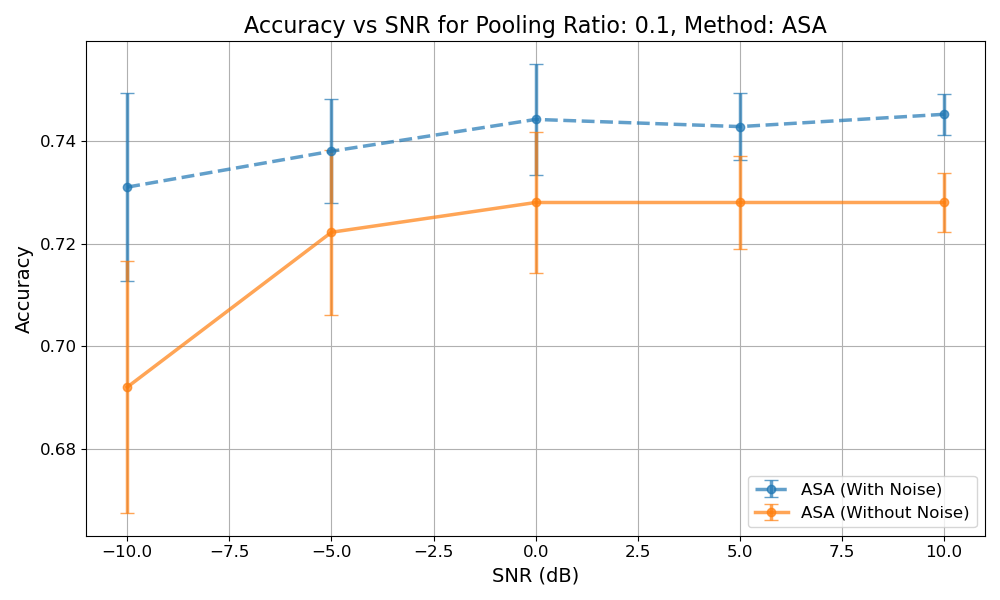 Accuracy vs SNR for Pooling Ratio: 0.1, Method: ASA
Accuracy
0.74
0.72
0.70
0.68
−10.0 −7.5 −5.0 −2.5 0.0 2.5 5.0 7.5 10.0
SNR (dB)
ASA (With Noise)
ASA (Without Noise)